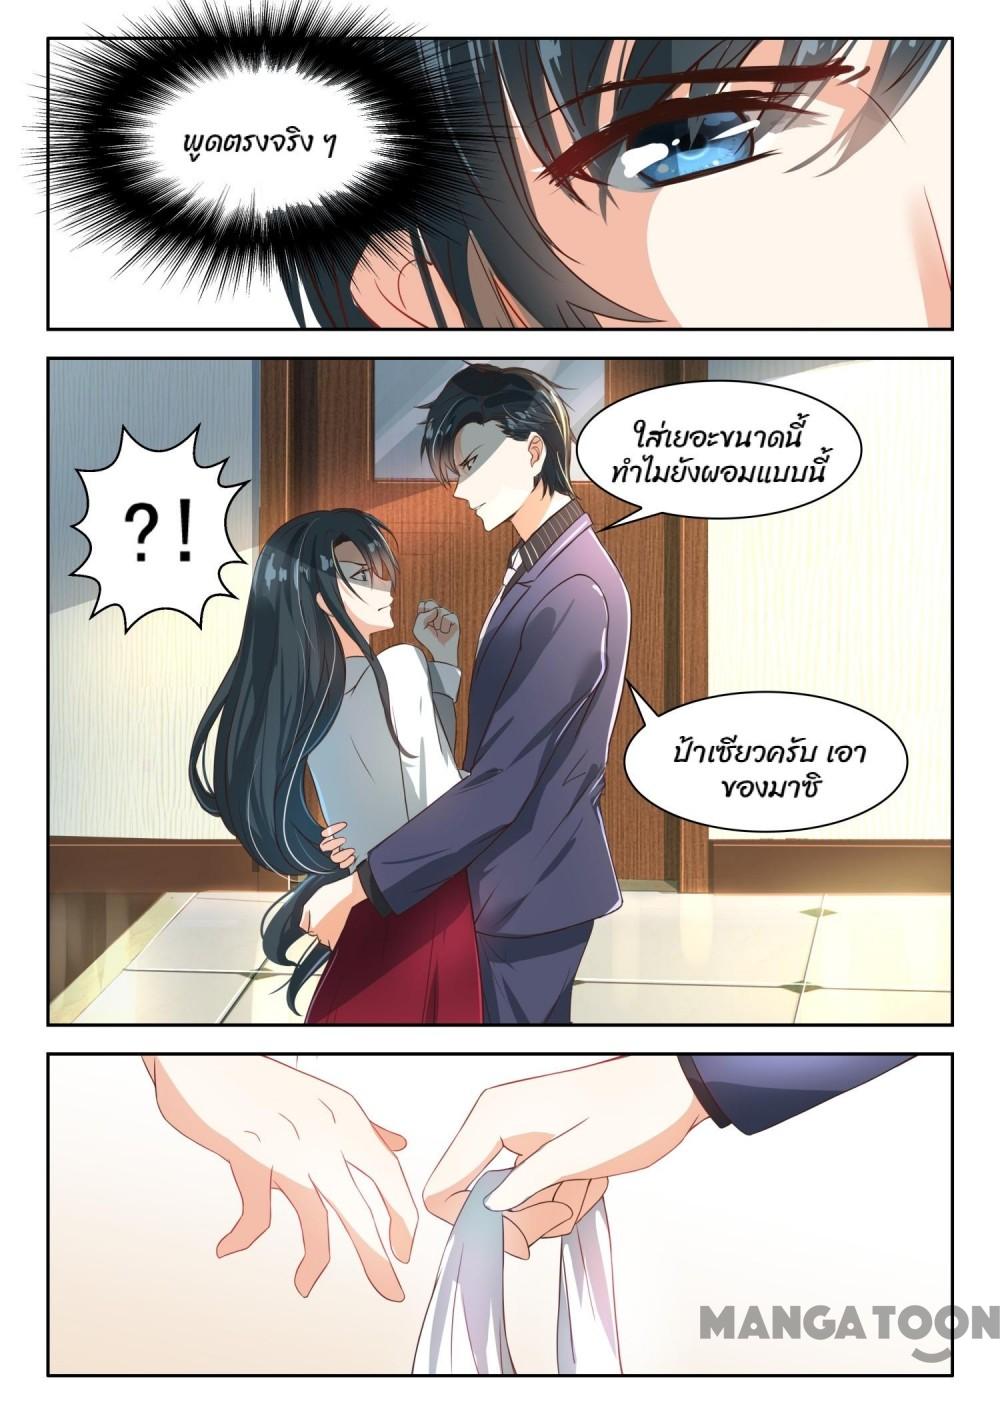 พูดตรงจริง ๆ
ใส่เยอะขนาดนี้
ทำไมยังผอมแบบนี้
?!
ป้าเซียวครับ เอา
ของมาซิ
MANGATOON